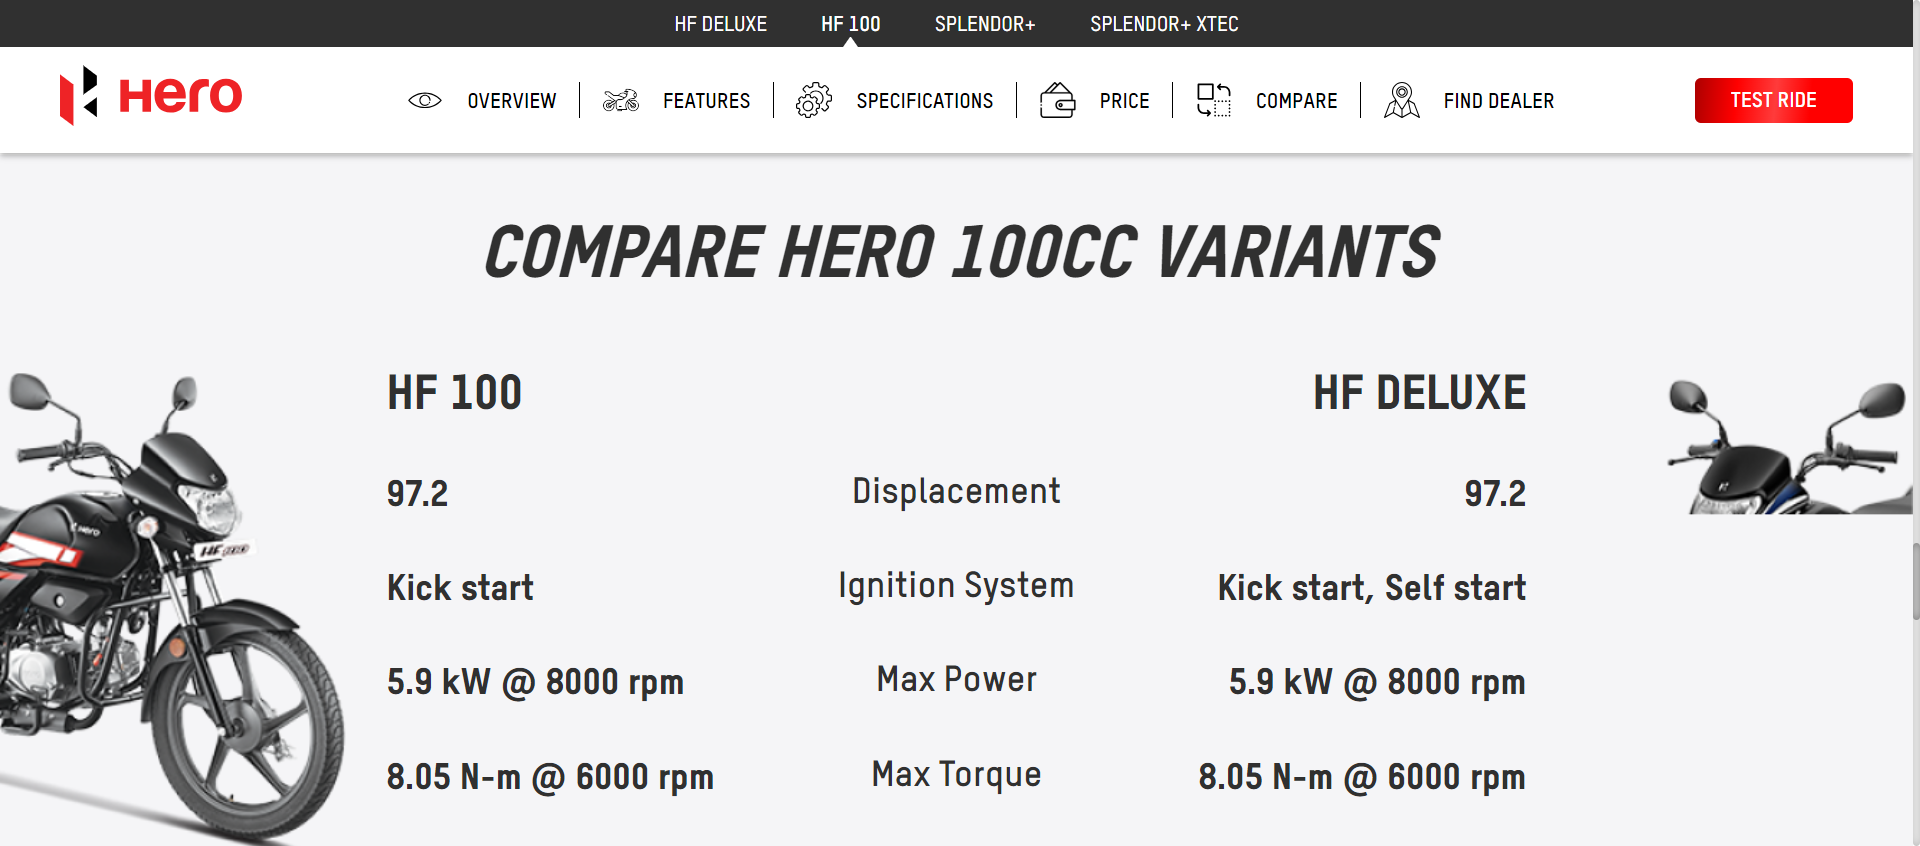 HF DELUXE HF 100 SPLENDOR+ SPLENDOR+ XTEC
Hero OVERVIEW FEATURES SPECIFICATIONS PRICE COMPARE FIND DEALER TEST RIDE
COMPARE HERO 100CC VARIANTS
HF 100 HF DELUXE
97.2 Displacement 97.2
Hero
HF 100
Kick start Ignition System Kick start, Self start
5.9 kW @ 8000 rpm Max Power 5.9 kW @ 8000 rpm
8.05 N-m @ 6000 rpm Max Torque 8.05 N-m @ 6000 rpm